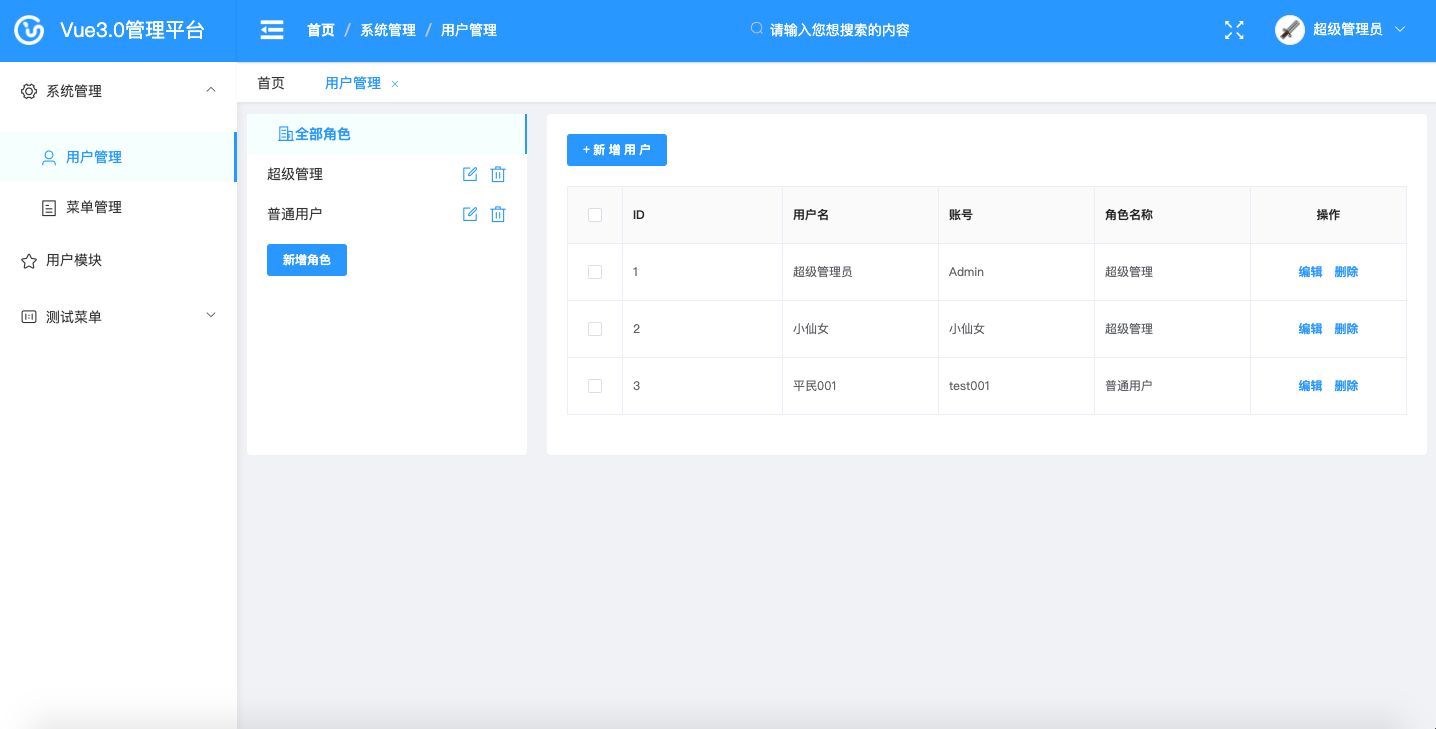 Vue3.0管理平台
首页 / 系统管理 / 用户管理
请输入您想搜索的内容
超级管理员
系统管理
用户管理
菜单管理
用户模块
测试菜单
首页 用户管理 ×
全部角色
超级管理
普通用户
新增角色
+ 新 增 用 户
ID 用户名 账号 角色名称 操作
1 超级管理员 Admin 超级管理 编辑 删除
2 小仙女 小仙女 超级管理 编辑 删除
3 平民001 test001 普通用户 编辑 删除